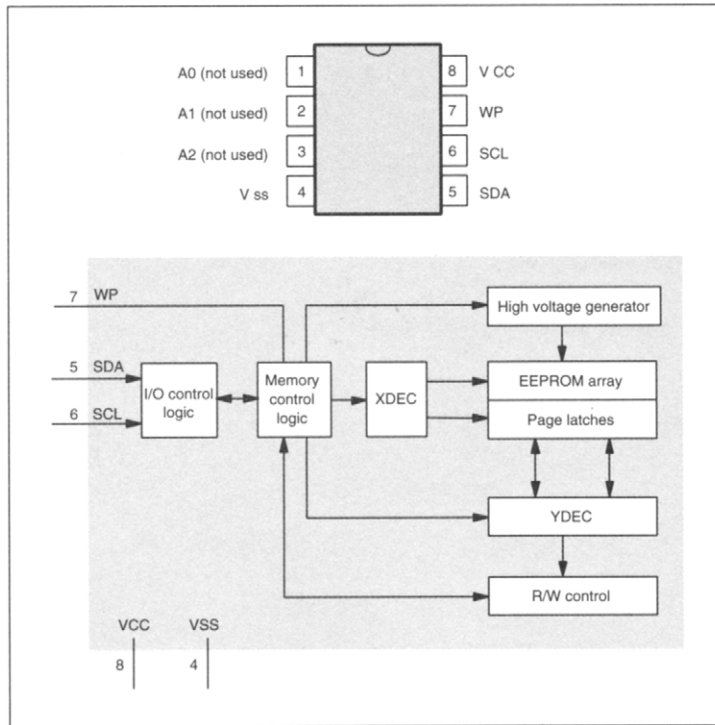 A0 (not used) 1 8 V CC
A1 (not used) 2 7 WP
A2 (not used) 3 6 SCL
V ss 4 5 SDA
7 WP
High voltage generator
5 SDA
I/O control
logic
6 SCL
Memory
control
logic
XDEC
EEPROM array
Page latches
YDEC
R/W control
VCC VSS
8 4